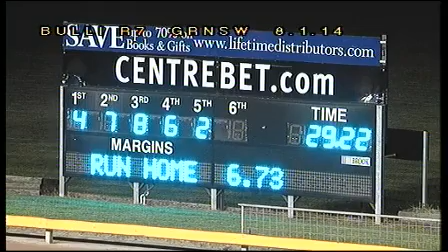 BULLI R7 GRNSW 8.1.14
SAVE up to 70% on Books & Gifts www.lifetimedistributors.com
CENTREBET.com
1ST 2ND 3RD 4TH 5TH 6TH TIME
4 7 8 6 2 29.22
MARGINS
RUN HOME 6.73